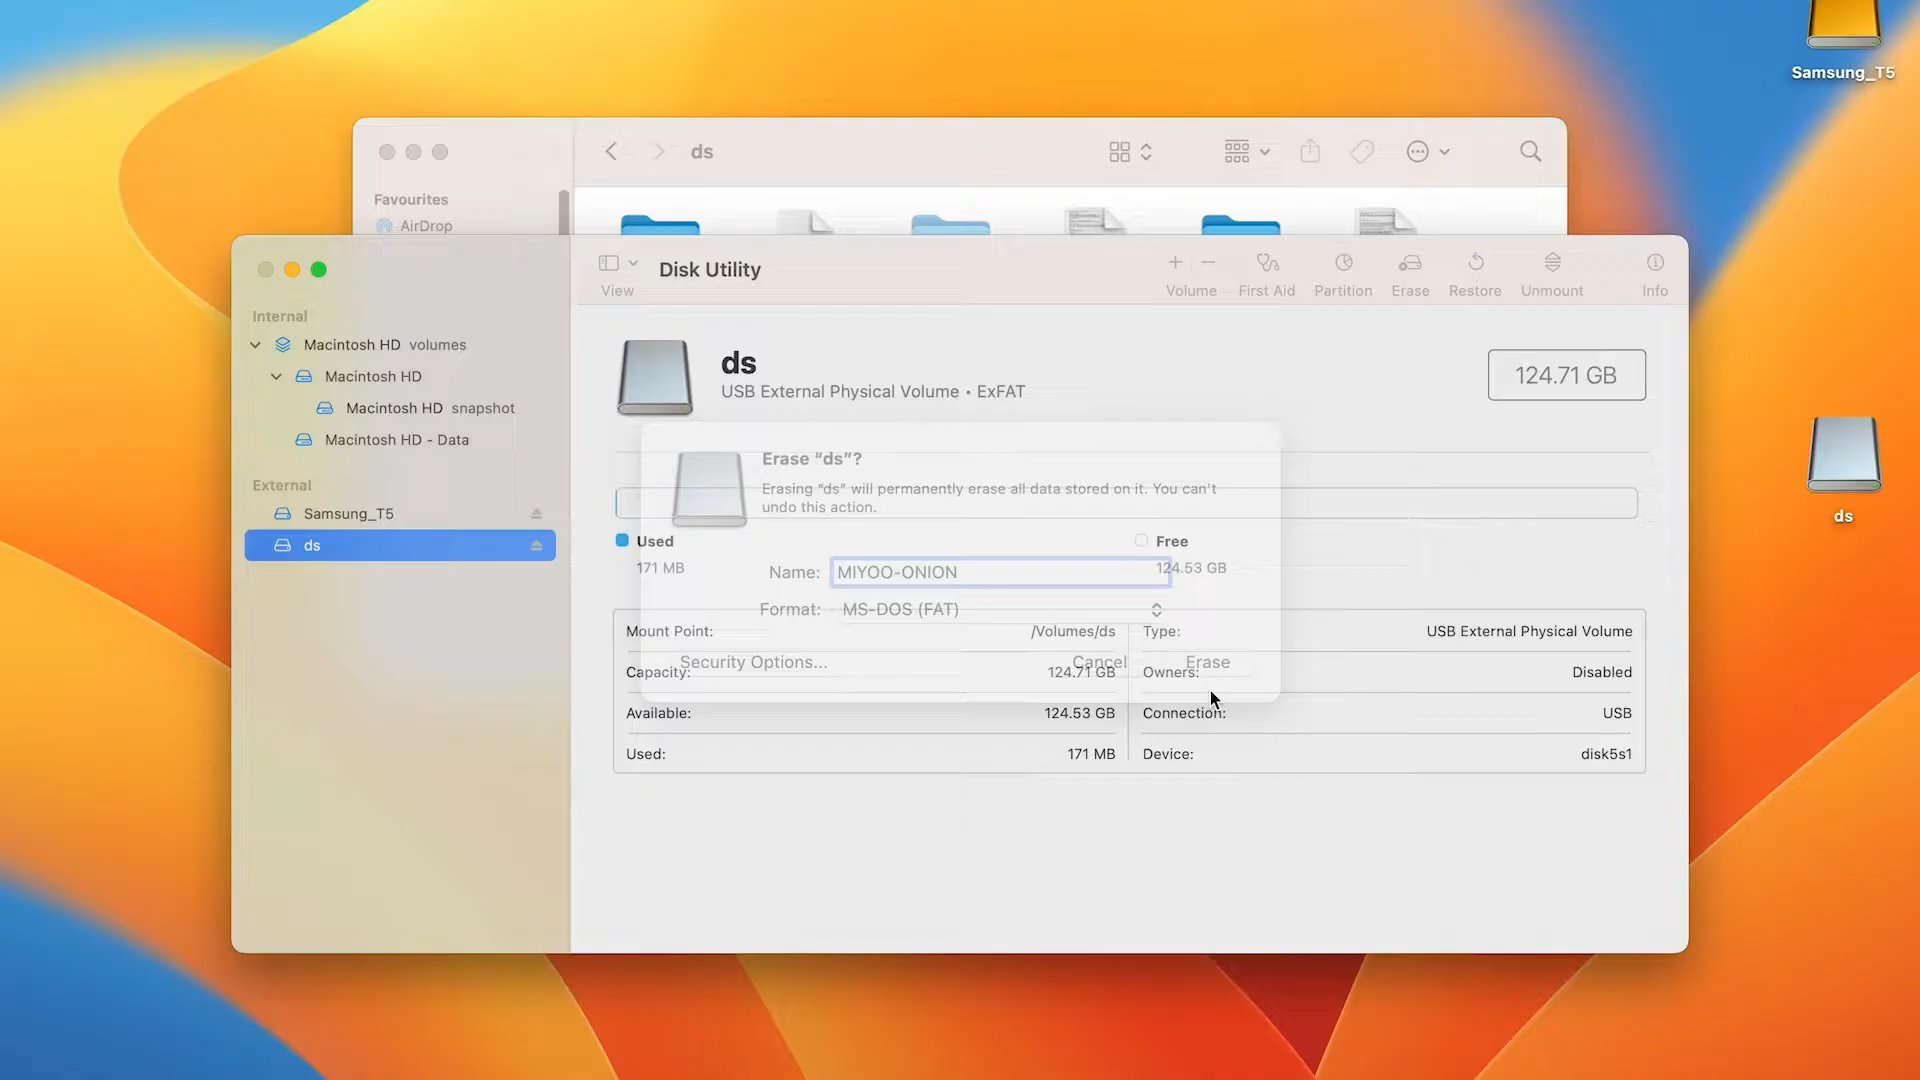 Samsung_T5
ds
Favourites
AirDrop
Disk Utility
View
Volume
First Aid
Partition
Erase
Restore
Unmount
Info
Internal
Macintosh HD volumes
Macintosh HD
Macintosh HD snapshot
Macintosh HD - Data
External
Samsung_T5
ds
ds
USB External Physical Volume • ExFAT
124.71 GB
Erase “ds”?
Erasing “ds” will permanently erase all data stored on it. You can’t
undo this action.
Used
171 MB
Free
124.53 GB
Name: MIYOO-ONION
Format: MS-DOS (FAT)
Security Options...
Cancel
Erase
Mount Point: /Volumes/ds
Type: USB External Physical Volume
Capacity: 124.71 GB
Owners: Disabled
Available: 124.53 GB
Connection: USB
Used: 171 MB
Device: disk5s1
ds